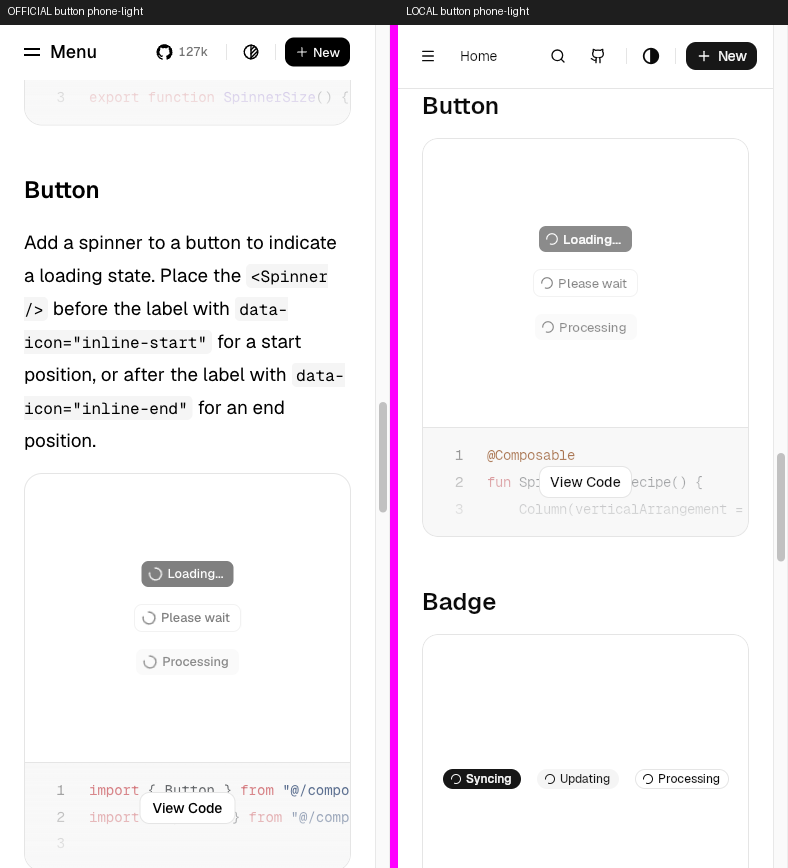 OFFICIAL button phone-light
Menu
127k
New
3 export function SpinnerSize() {
Button
Add a spinner to a button to indicate
a loading state. Place the <Spinner
/> before the label with data-
icon="inline-start" for a start
position, or after the label with data-
icon="inline-end" for an end
position.
Loading...
Please wait
Processing
1 import { Button } from "@/compo
2 import } from "@/comp
View Code
3
LOCAL button phone-light
Home
New
Button
Loading...
Please wait
Processing
1 @Composable
2 fun Spi ecipe() {
View Code
3 Column(verticalArrangement =
Badge
Syncing
Updating
Processing